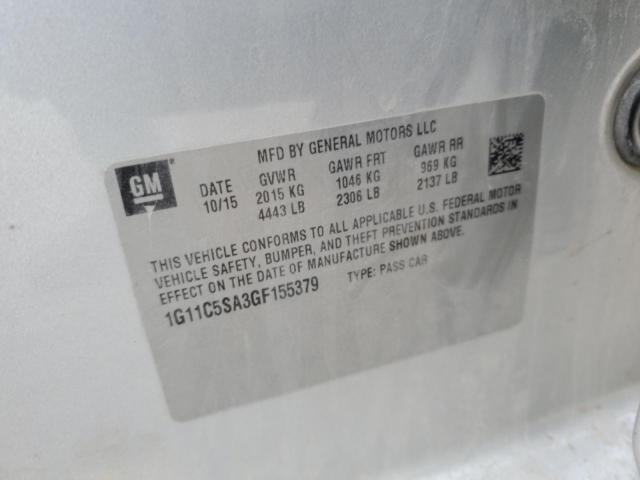 MFD BY GENERAL MOTORS LLC
GM
DATE GVWR GAWR FRT GAWR RR
10/15 2015 KG 1046 KG 969 KG
4443 LB 2306 LB 2137 LB
THIS VEHICLE CONFORMS TO ALL APPLICABLE U.S. FEDERAL MOTOR
VEHICLE SAFETY, BUMPER, AND THEFT PREVENTION STANDARDS IN
EFFECT ON THE DATE OF MANUFACTURE SHOWN ABOVE.
1G11C5SA3GF155379 TYPE: PASS CAR